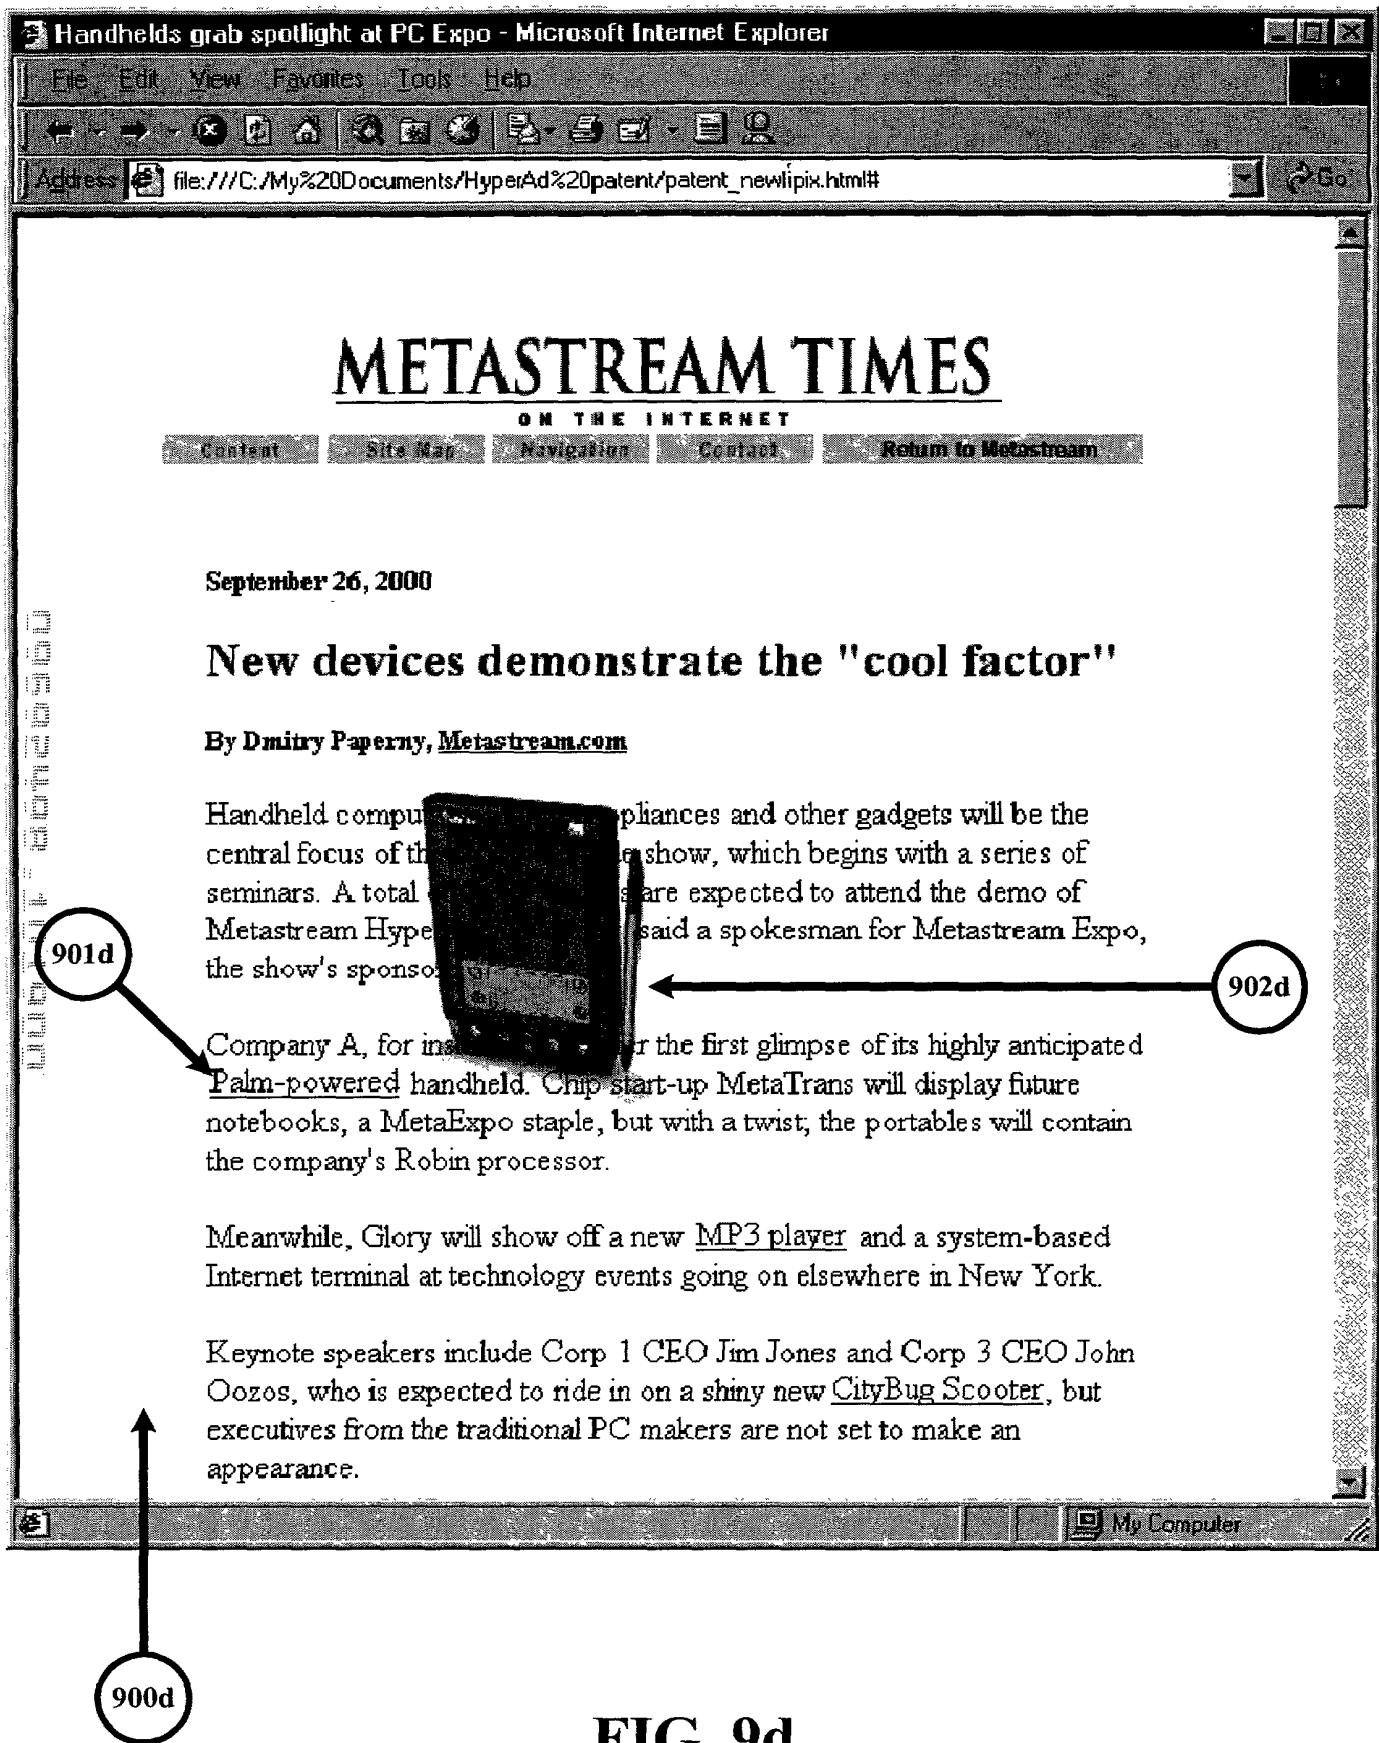 Handhelds grab spotlight at PC Expo - Microsoft Internet Explorer
File Edit View Favorites Tools Help
Address file:///C:/My%20Documents/HyperAd%20patent/patent_newlipix.html# Go
METASTREAM TIMES
ON THE INTERNET
Content Site Map Navigation Contact Return to Metastream
September 26, 2000
New devices demonstrate the "cool factor"
By Dmitry Paperny, Metastream.com
Handheld compu pliances and other gadgets will be the
central focus of th show, which begins with a series of
seminars. A total are expected to attend the demo of
Metastream Hype said a spokesman for Metastream Expo,
the show's sponso
901d
902d
Company A, for ins r the first glimpse of its highly anticipated
Palm-powered handheld. Chip start-up MetaTrans will display future
notebooks, a MetaExpo staple, but with a twist; the portables will contain
the company's Robin processor.
Meanwhile, Glory will show off a new MP3 player and a system-based
Internet terminal at technology events going on elsewhere in New York.
Keynote speakers include Corp 1 CEO Jim Jones and Corp 3 CEO John
Oozos, who is expected to ride in on a shiny new CityBug Scooter, but
executives from the traditional PC makers are not set to make an
appearance.
My Computer
900d
FIG. 9d